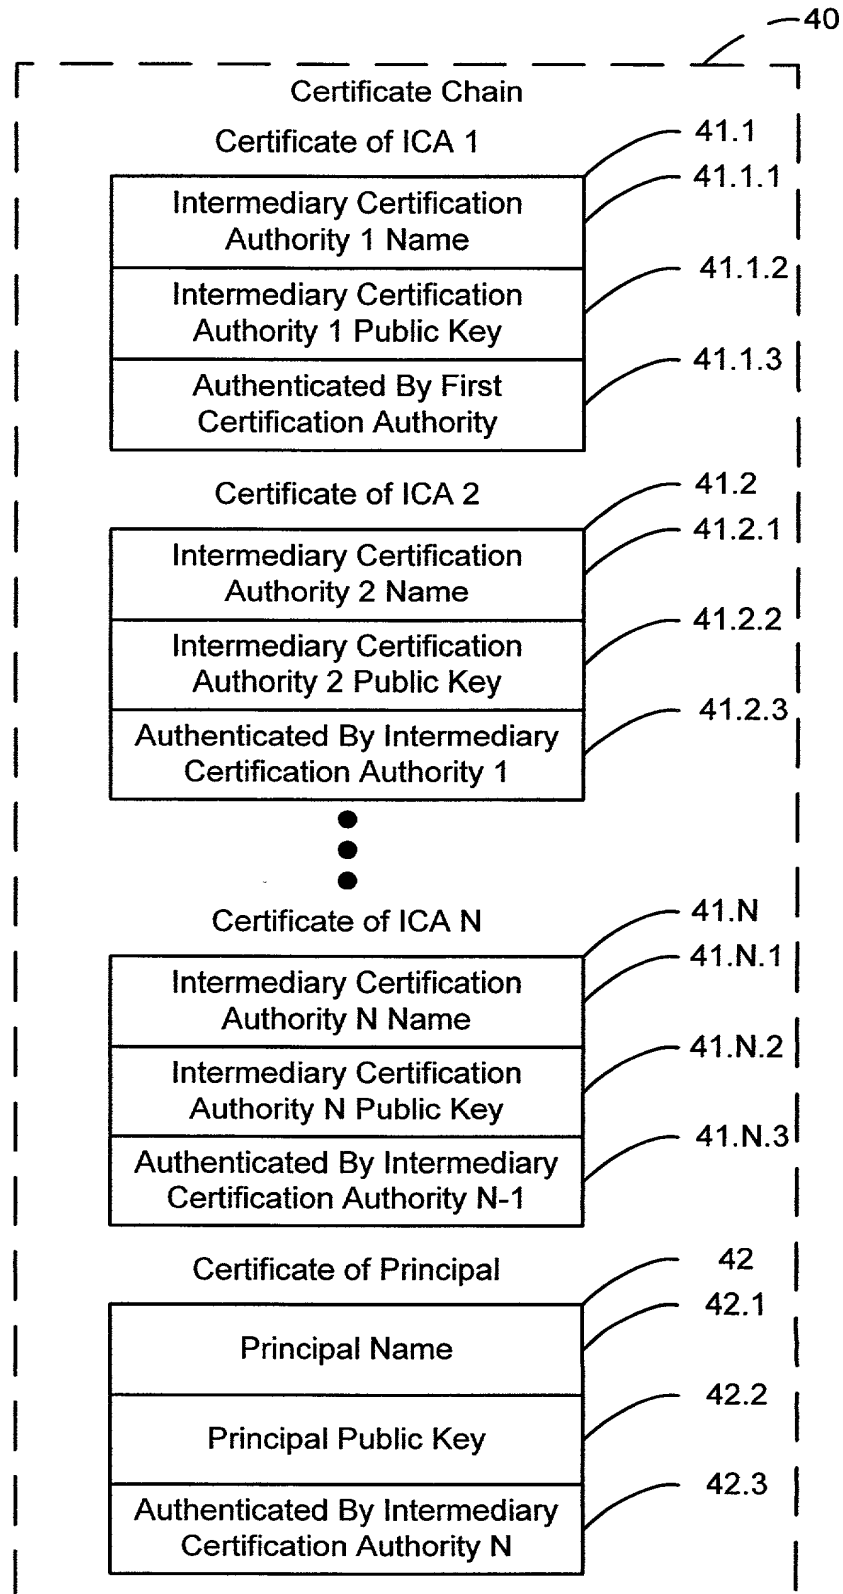 40
Certificate Chain
Certificate of ICA 1
41.1
Intermediary Certification
Authority 1 Name
41.1.1
Intermediary Certification
Authority 1 Public Key
41.1.2
Authenticated By First
Certification Authority
41.1.3
Certificate of ICA 2
41.2
Intermediary Certification
Authority 2 Name
41.2.1
Intermediary Certification
Authority 2 Public Key
41.2.2
Authenticated By Intermediary
Certification Authority 1
41.2.3
Certificate of ICA N
41.N
Intermediary Certification
Authority N Name
41.N.1
Intermediary Certification
Authority N Public Key
41.N.2
Authenticated By Intermediary
Certification Authority N-1
41.N.3
Certificate of Principal
42
Principal Name
42.1
Principal Public Key
42.2
Authenticated By Intermediary
Certification Authority N
42.3